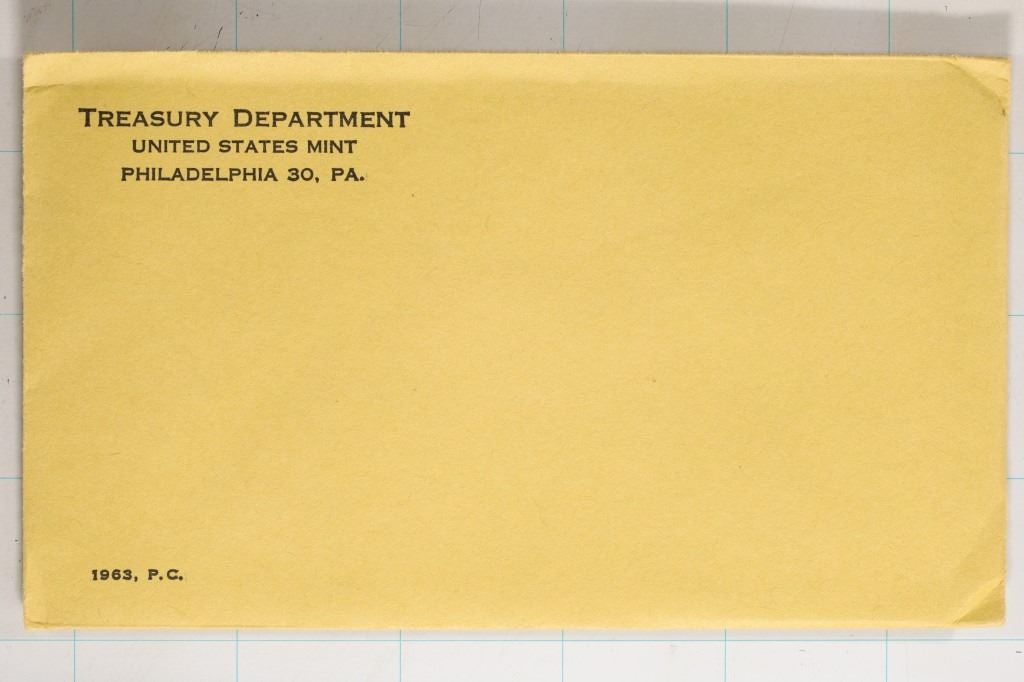 Treasury Department
UNITED STATES MINT
PHILADELPHIA 30, PA.
1963, P.C.